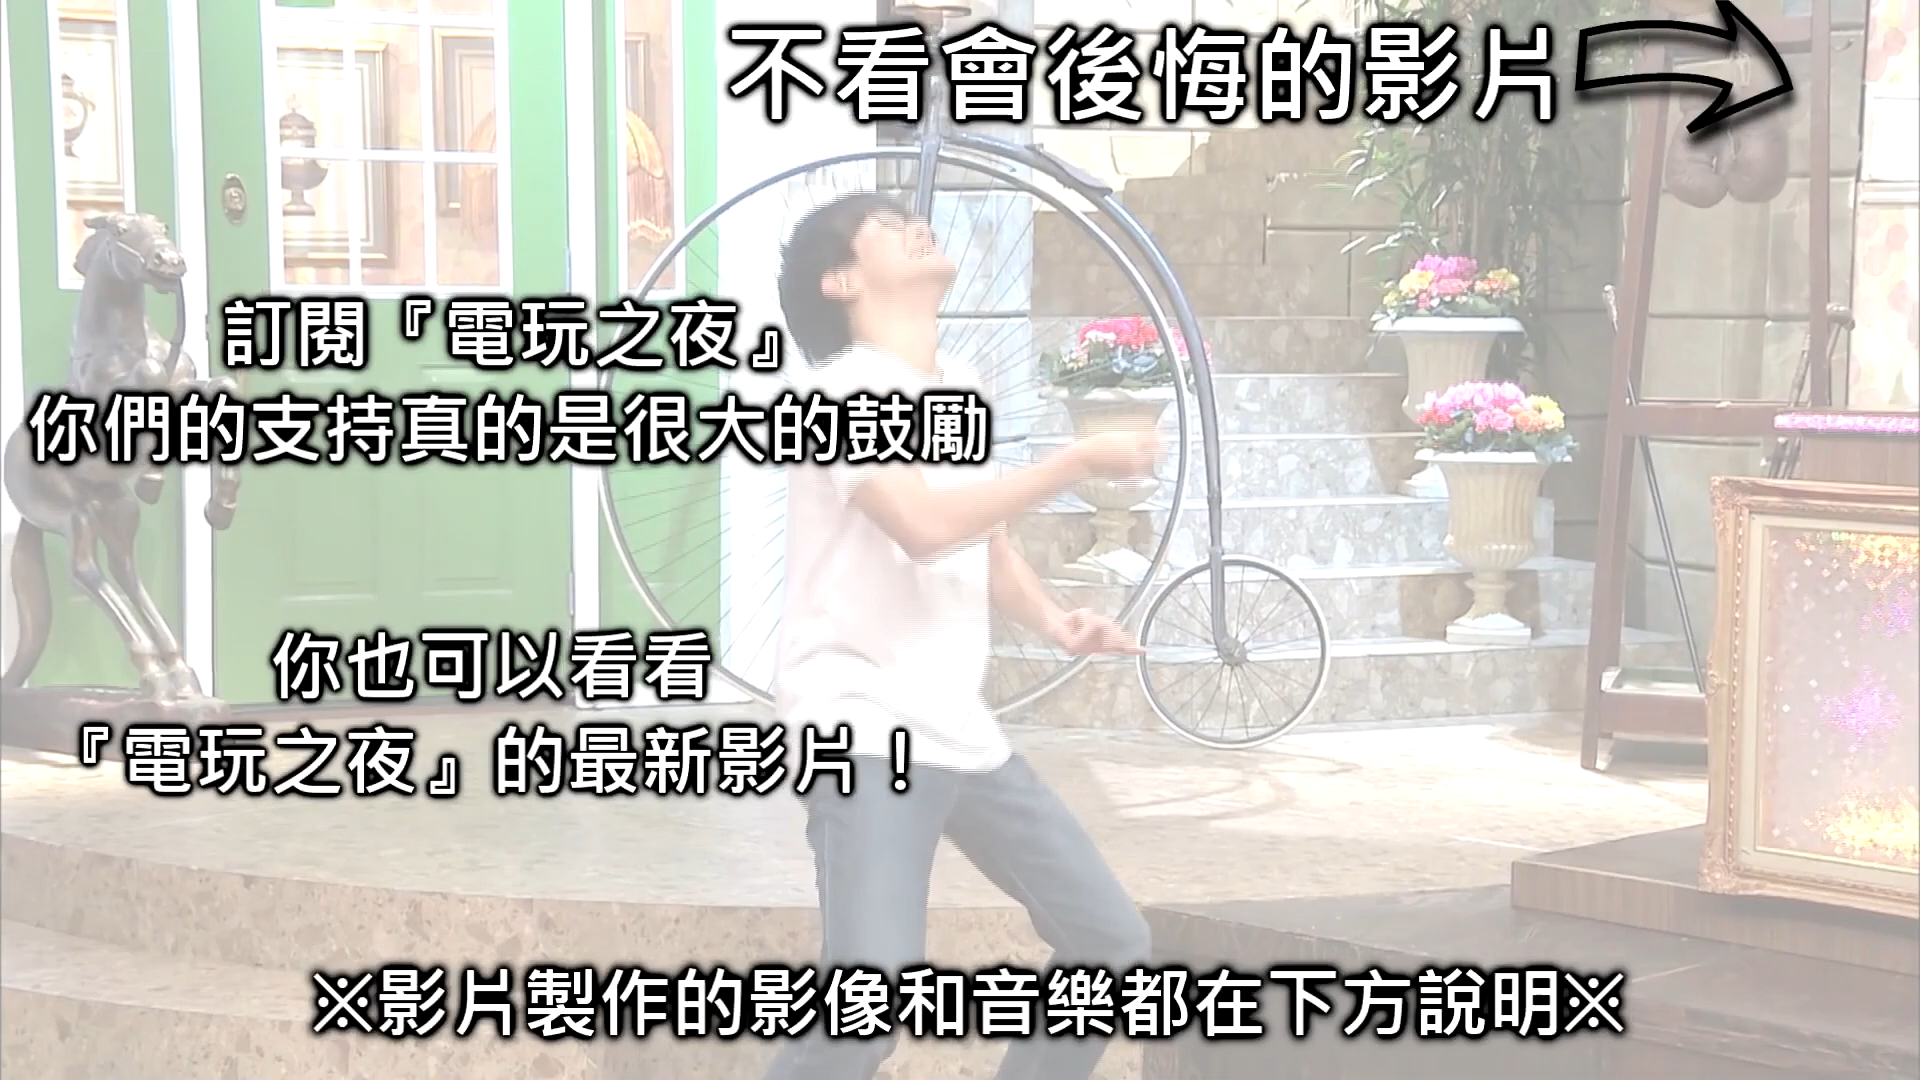 不看會後悔的影片
訂閱『電玩之夜』
你們的支持真的是很大的鼓勵
你也可以看看
『電玩之夜』的最新影片！
※影片製作的影像和音樂都在下方說明※